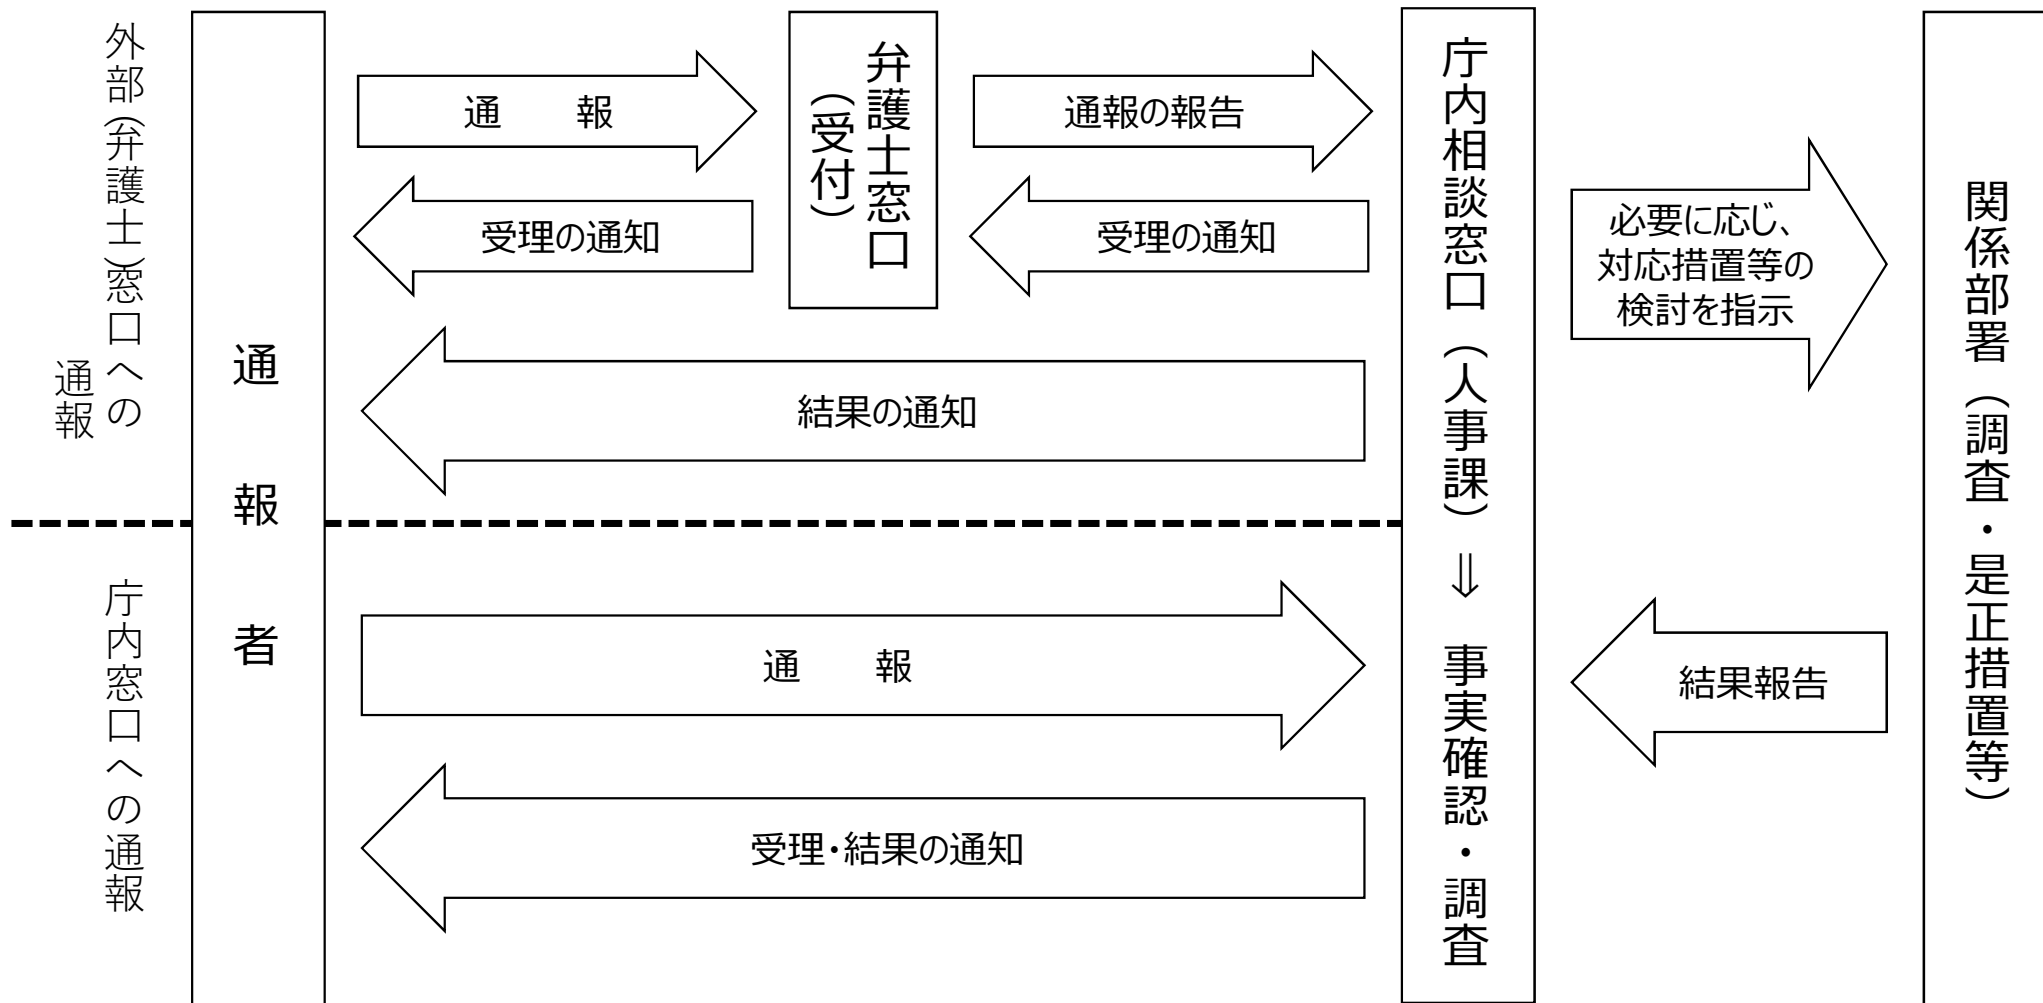 外部(弁護士)窓口への
通報
庁内窓口への通報
通報者
通　　報
受理の通知
弁護士窓口
(受付)
通報の報告
受理の通知
結果の通知
通　　報
受理・結果の通知
庁内相談窓口（人事課）⇒ 事実確認・調査
必要に応じ、
対応措置等の
検討を指示
結果報告
関係部署（調査・是正措置等）